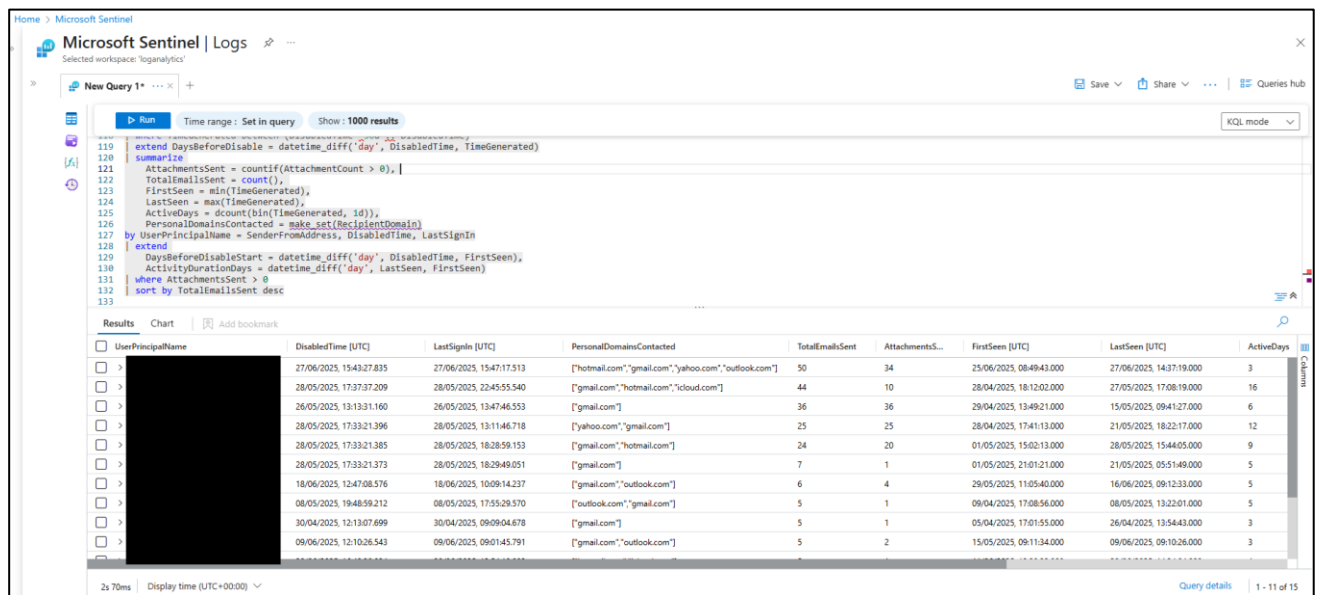 Home > Microsoft Sentinel
Microsoft Sentinel | Logs
Selected workspace: 'loganalytics'
New Query 1*
Save
Share
Queries hub
Run
Time range : Set in query
Show : 1000 results
KQL mode
119 | extend DaysBeforeDisable = datetime_diff('day', DisabledTime, TimeGenerated)
120 | summarize
121 AttachmentsSent = countif(AttachmentCount > 0),
122 TotalEmailsSent = count(),
123 FirstSeen = min(TimeGenerated),
124 LastSeen = max(TimeGenerated),
125 ActiveDays = dcount(bin(TimeGenerated, 1d)),
126 PersonalDomainsContacted = make_set(RecipientDomain)
127 by UserPrincipalName = SenderFromAddress, DisabledTime, LastSignIn
128 | extend
129 DaysBeforeDisableStart = datetime_diff('day', DisabledTime, FirstSeen),
130 ActivityDurationDays = datetime_diff('day', LastSeen, FirstSeen)
131 | where AttachmentsSent > 0
132 | sort by TotalEmailsSent desc
133
Results Chart Add bookmark
UserPrincipalName DisabledTime [UTC] LastSignIn [UTC] PersonalDomainsContacted TotalEmailsSent AttachmentsS... FirstSeen [UTC] LastSeen [UTC] ActiveDays
Columns
27/06/2025, 15:43:27.835 27/06/2025, 15:47:17.513 ["hotmail.com","gmail.com","yahoo.com","outlook.com"] 50 34 25/06/2025, 08:49:43.000 27/06/2025, 14:37:19.000 3
28/05/2025, 17:37:37.209 28/05/2025, 22:45:55.540 ["gmail.com","hotmail.com","icloud.com"] 44 10 28/04/2025, 18:12:02.000 27/05/2025, 17:08:19.000 16
26/05/2025, 13:13:31.160 26/05/2025, 13:47:46.553 ["gmail.com"] 36 36 29/04/2025, 13:49:21.000 15/05/2025, 09:41:27.000 6
28/05/2025, 17:33:21.396 28/05/2025, 13:11:46.718 ["yahoo.com","gmail.com"] 25 25 28/04/2025, 17:41:13.000 21/05/2025, 18:22:17.000 12
28/05/2025, 17:33:21.385 28/05/2025, 18:28:59.153 ["gmail.com","hotmail.com"] 24 20 01/05/2025, 15:02:13.000 28/05/2025, 15:44:05.000 9
28/05/2025, 17:33:21.373 28/05/2025, 18:29:49.051 ["gmail.com"] 7 1 01/05/2025, 21:01:21.000 21/05/2025, 05:51:49.000 5
18/06/2025, 12:47:08.576 18/06/2025, 10:09:14.237 ["gmail.com","outlook.com"] 6 4 29/05/2025, 11:05:40.000 16/06/2025, 09:12:33.000 5
08/05/2025, 19:48:59.212 08/05/2025, 17:55:29.570 ["outlook.com","gmail.com"] 5 1 09/04/2025, 17:08:56.000 08/05/2025, 13:22:01.000 5
30/04/2025, 12:13:07.699 30/04/2025, 09:09:04.678 ["gmail.com"] 5 1 05/04/2025, 17:01:55.000 26/04/2025, 13:54:43.000 3
09/06/2025, 12:10:26.543 09/06/2025, 09:01:45.791 ["gmail.com","outlook.com"] 5 2 15/05/2025, 09:11:34.000 09/06/2025, 09:10:26.000 3
2s 70ms Display time (UTC+00:00) Query details 1 - 11 of 15